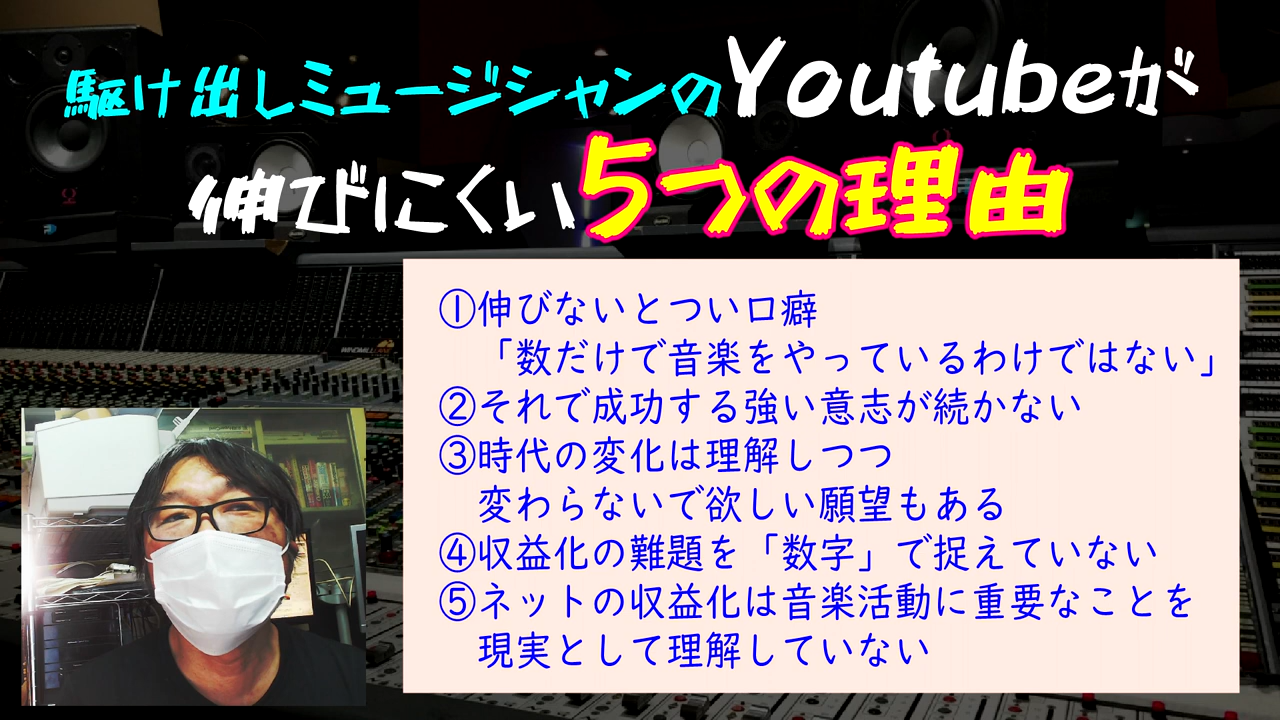 駆け出しミュージシャンのYoutubeが
伸びにくい5つの理由
①伸びないとつい口癖
「数だけで音楽をやっているわけではない」
②それで成功する強い意志が続かない
③時代の変化は理解しつつ
変わらないで欲しい願望もある
④収益化の難題を「数字」で捉えていない
⑤ネットの収益化は音楽活動に重要なことを
現実として理解していない
WINDMILL LANE